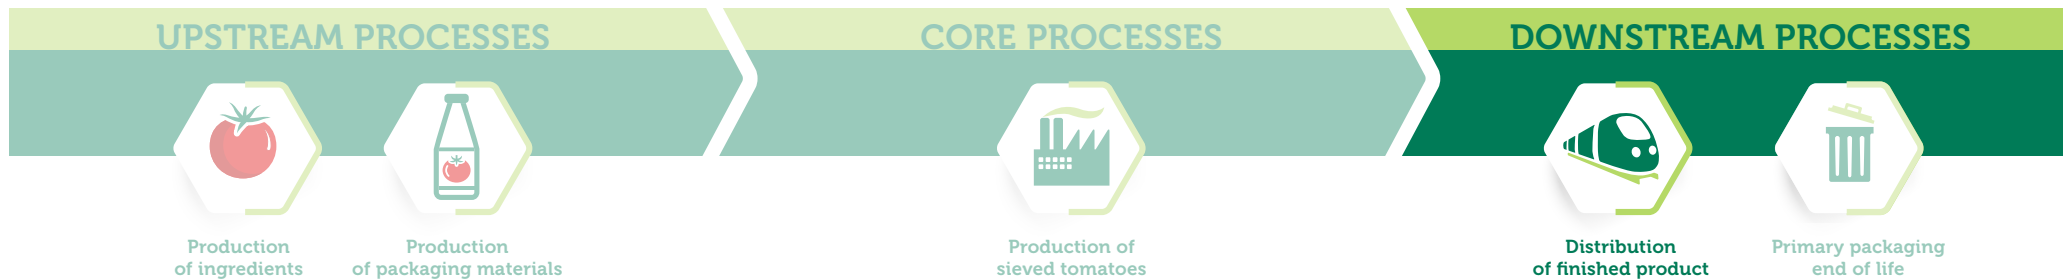 UPSTREAM PROCESSES
CORE PROCESSES
DOWNSTREAM PROCESSES
Production
of ingredients
Production
of packaging materials
Production of
sieved tomatoes
Distribution
of finished product
Primary packaging
end of life